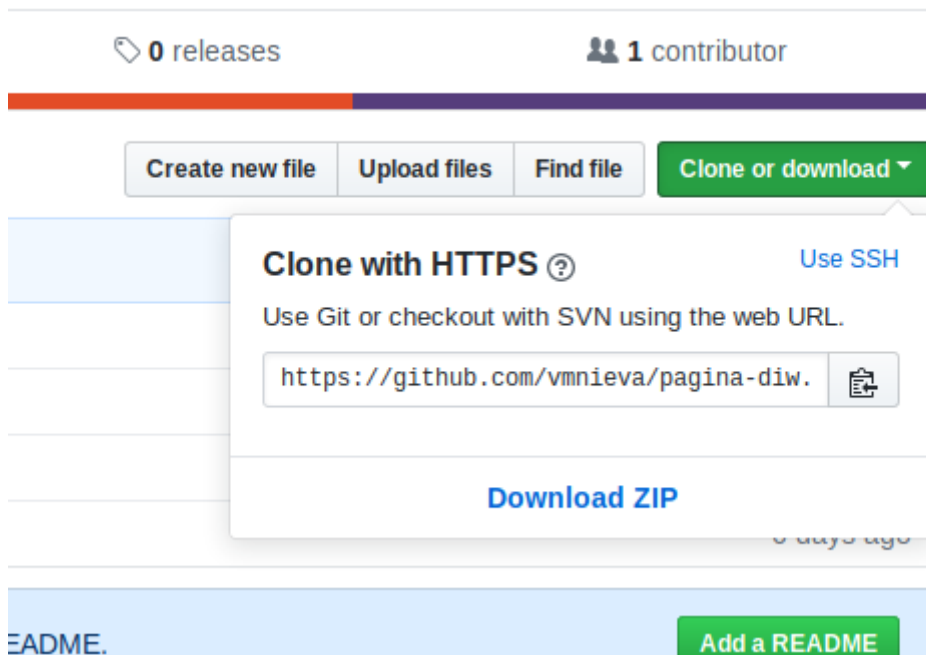 0 releases 1 contributor
Create new file Upload files Find file Clone or download
Clone with HTTPS Use SSH
Use Git or checkout with SVN using the web URL.
https://github.com/vmnieva/pagina-diw.
Download ZIP
days ago
EADME. Add a README